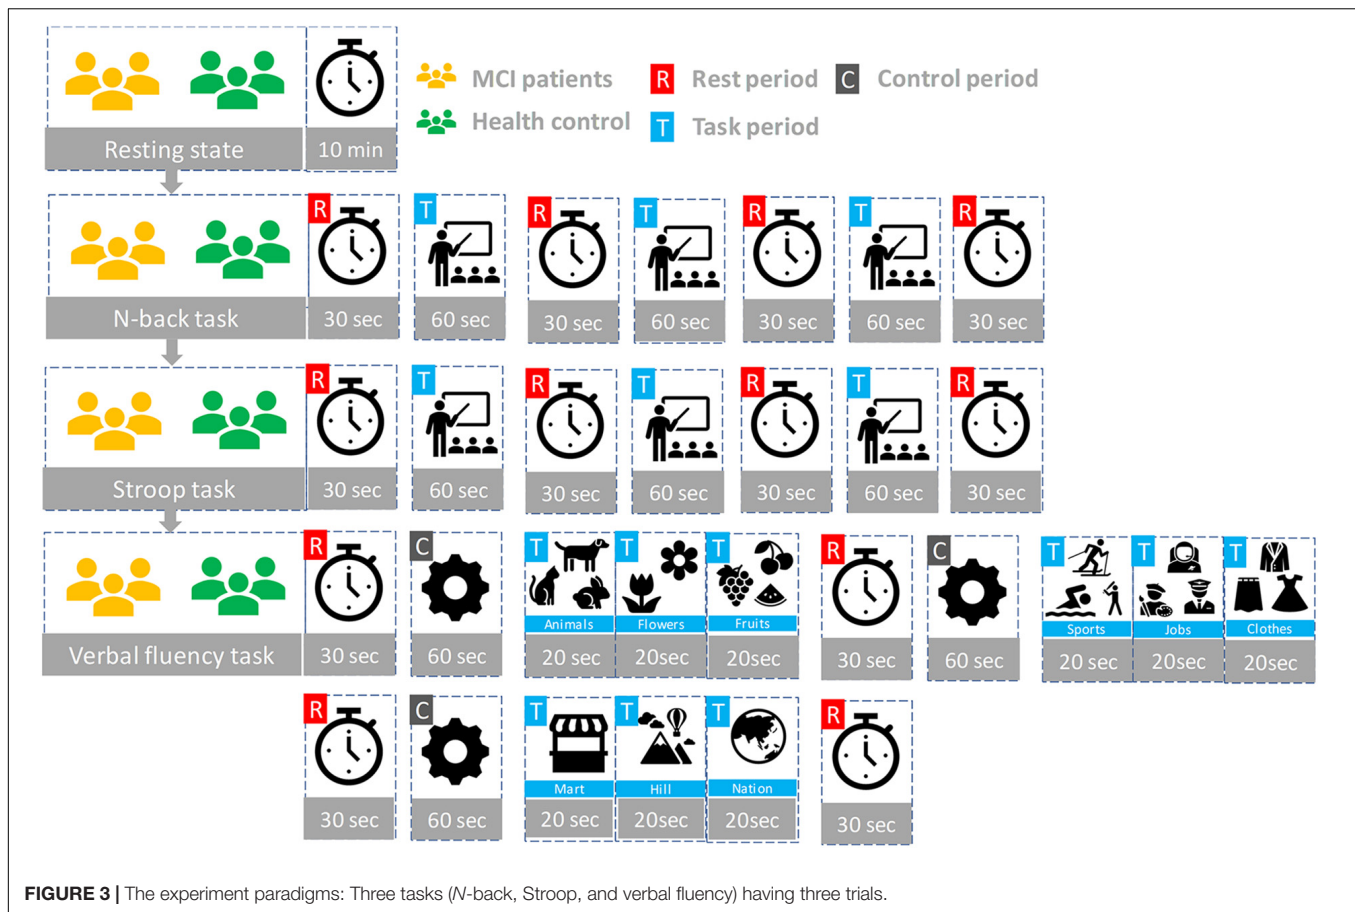 MCI patients R Rest period C Control period
Health control T Task period
Resting state 10 min
R T R T R T R
N-back task 30 sec 60 sec 30 sec 60 sec 30 sec 60 sec 30 sec
R T R T R T R
Stroop task 30 sec 60 sec 30 sec 60 sec 30 sec 60 sec 30 sec
R C T T T R C T T T
Animals Flowers Fruits Sports Jobs Clothes
Verbal fluency task 30 sec 60 sec 20 sec 20sec 20sec 30 sec 60 sec 20 sec 20sec 20sec
R C T T T R
Mart Hill Nation
30 sec 60 sec 20 sec 20sec 20sec 30 sec
FIGURE 3 | The experiment paradigms: Three tasks (N-back, Stroop, and verbal fluency) having three trials.